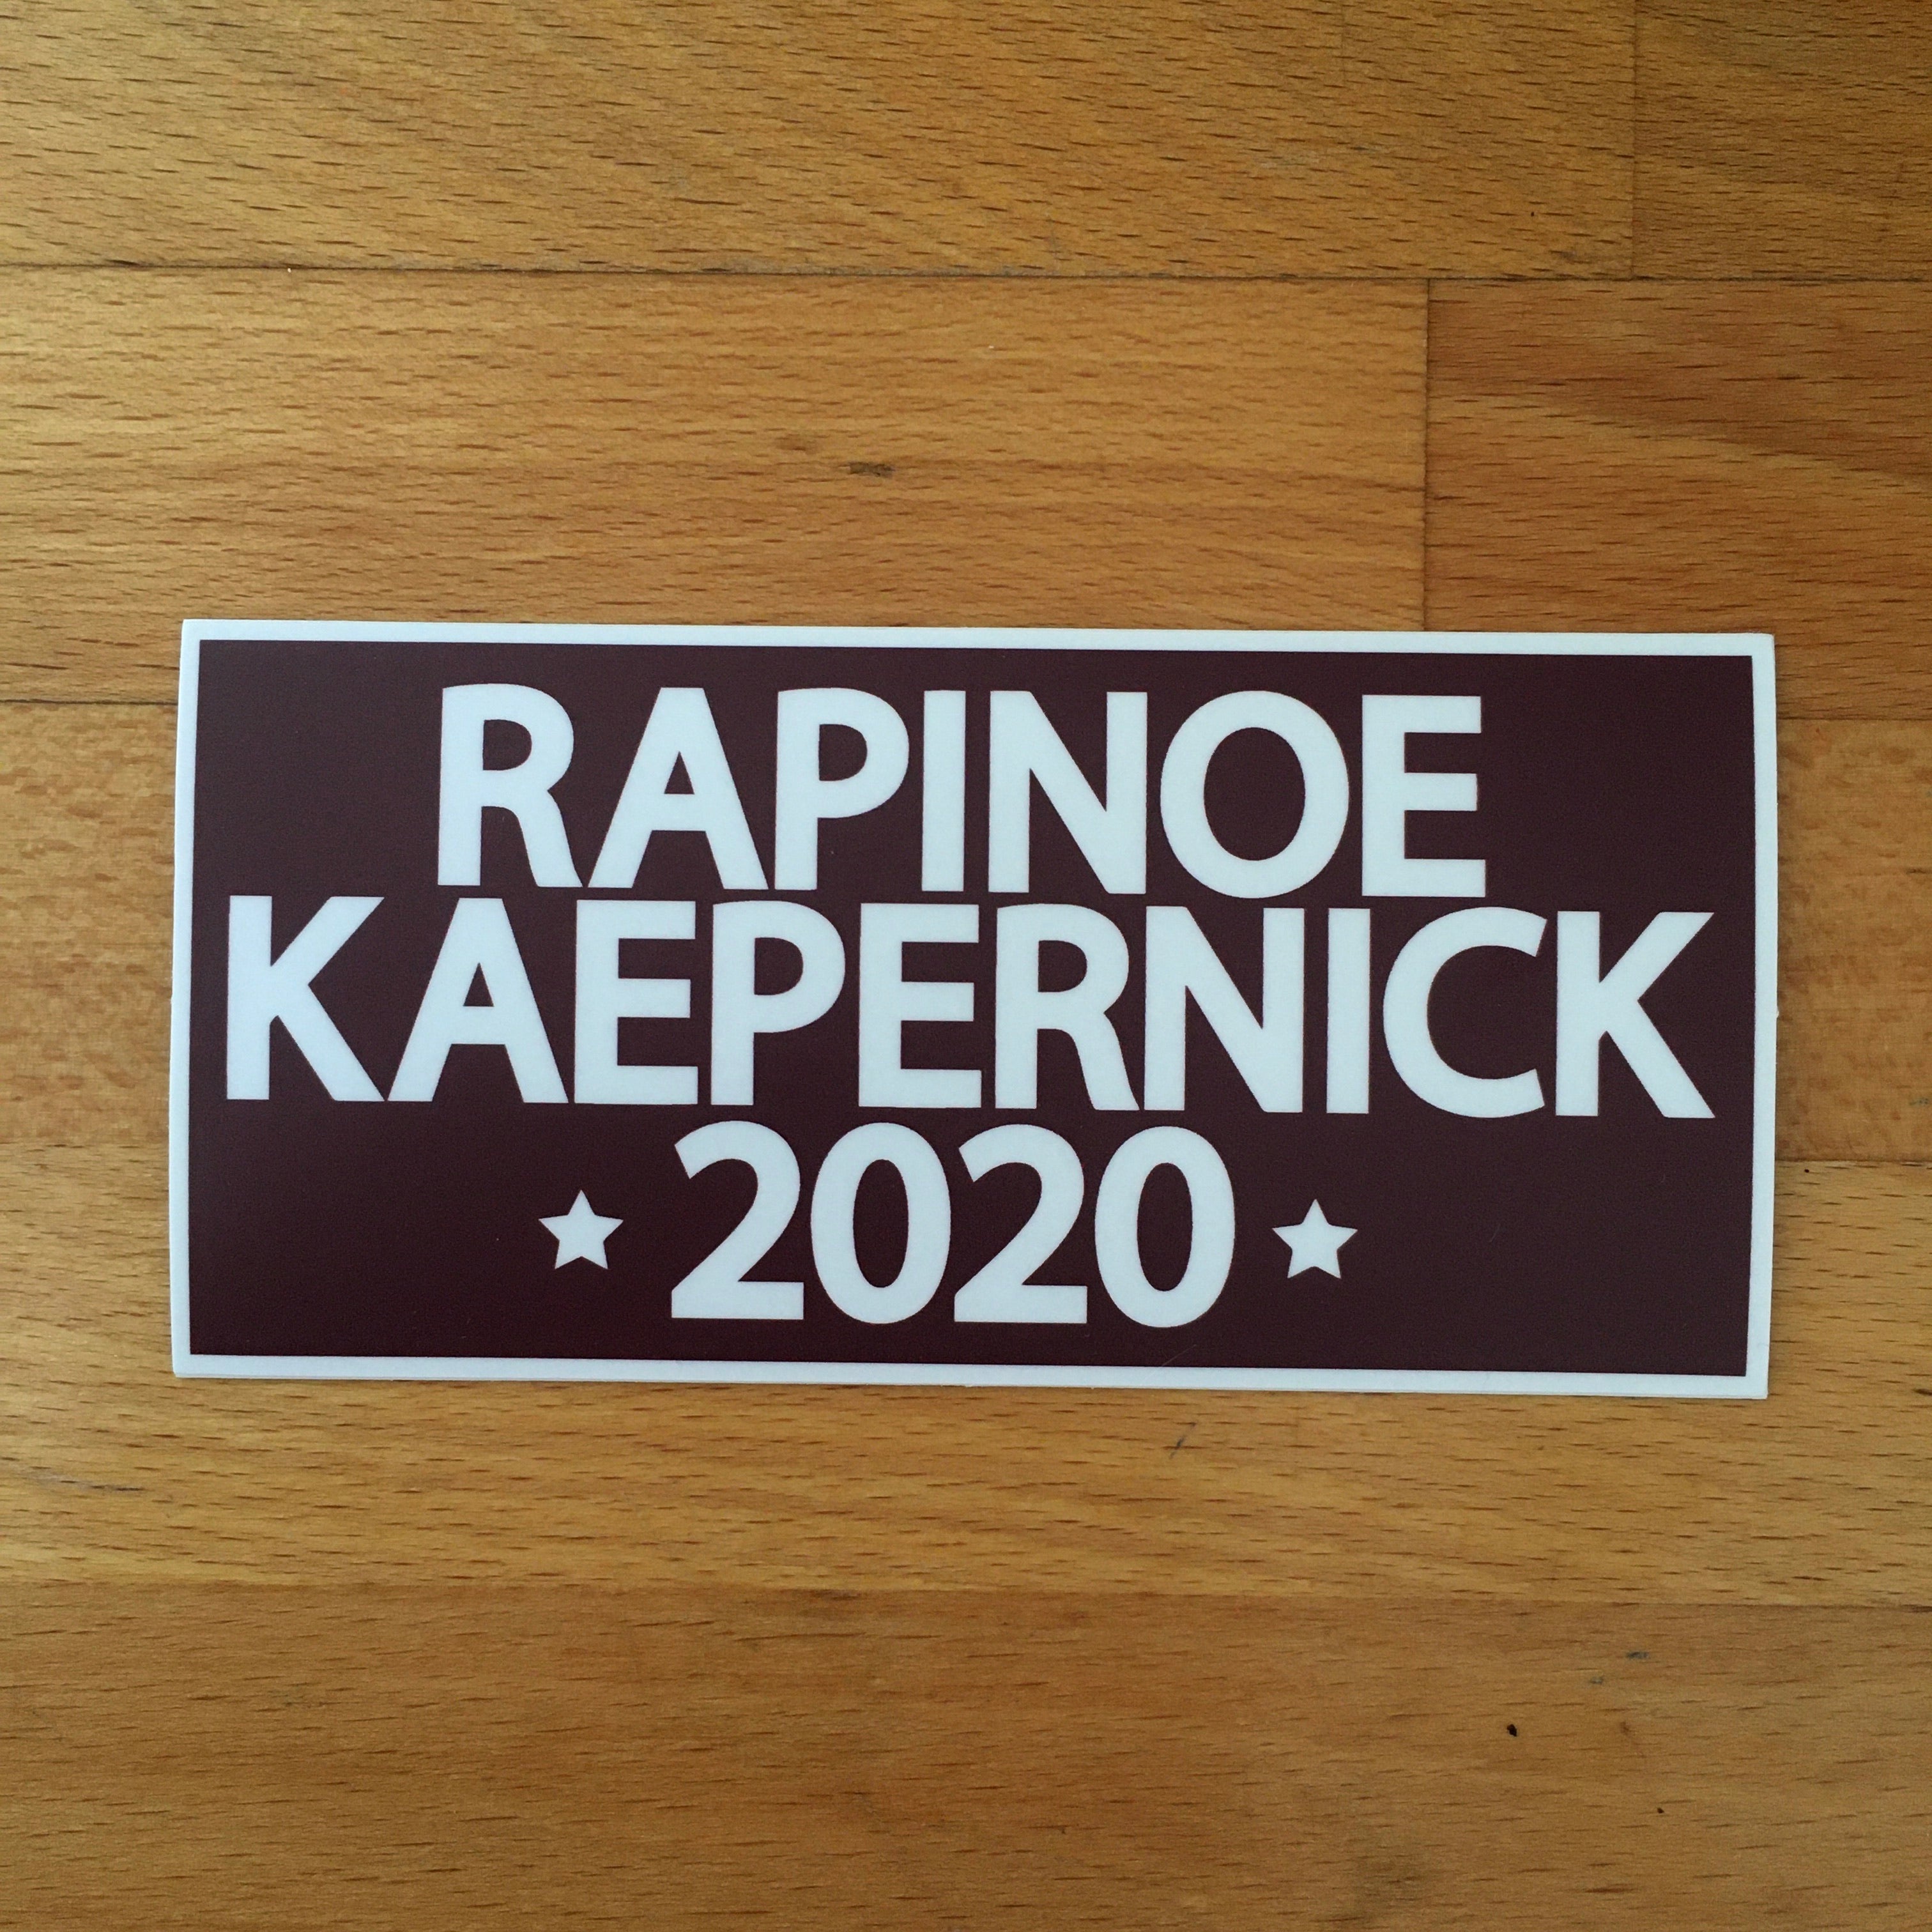 RAPINOE
KAEPERNICK
★ 2020 ★